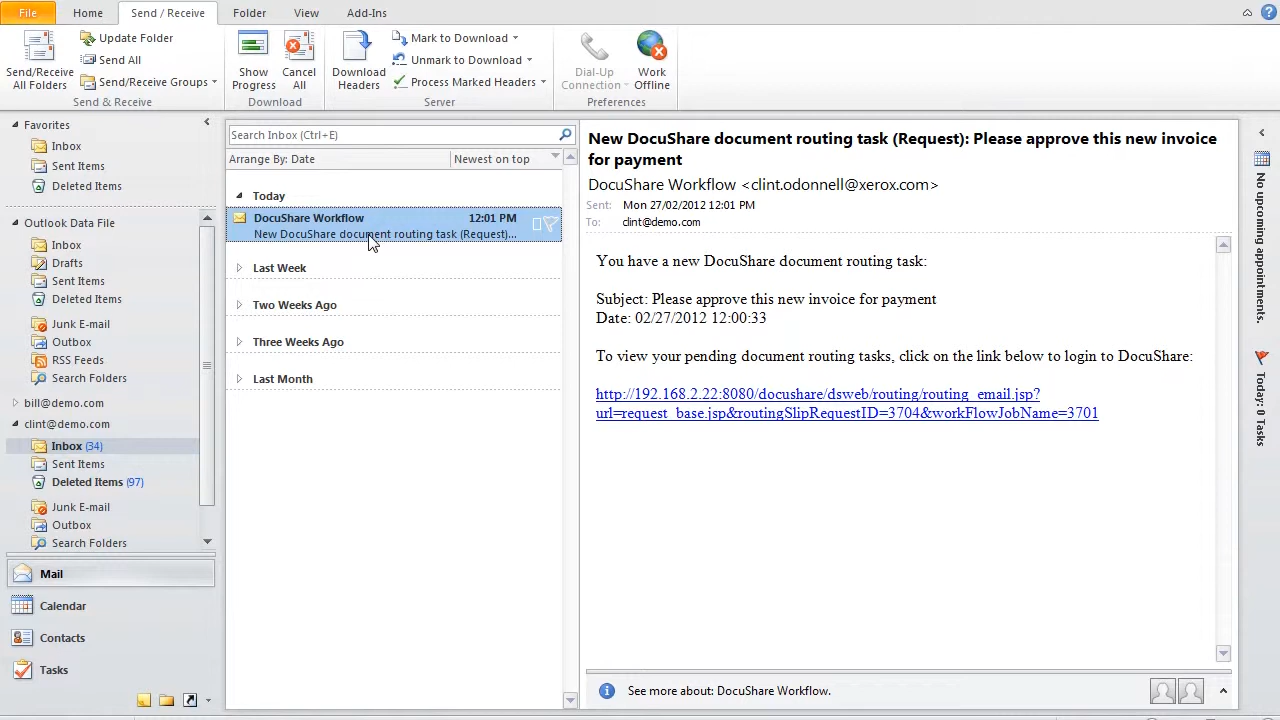 File Home Send / Receive Folder View Add-Ins
Send/Receive All Folders
Update Folder
Send All
Send/Receive Groups
Send & Receive
Show Progress
Cancel All
Download
Download Headers
Mark to Download
Unmark to Download
Process Marked Headers
Server
Dial-Up Connection
Work Offline
Preferences
Favorites
Inbox
Sent Items
Deleted Items
Outlook Data File
Inbox
Drafts
Sent Items
Deleted Items
Junk E-mail
Outbox
RSS Feeds
Search Folders
bill@demo.com
clint@demo.com
Inbox (34)
Sent Items
Deleted Items (97)
Junk E-mail
Outbox
Search Folders
Mail
Calendar
Contacts
Tasks
Search Inbox (Ctrl+E)
Arrange By: Date Newest on top
Today
DocuShare Workflow 12:01 PM
New DocuShare document routing task (Request)...
Last Week
Two Weeks Ago
Three Weeks Ago
Last Month
New DocuShare document routing task (Request): Please approve this new invoice
for payment
DocuShare Workflow <clint.odonnell@xerox.com>
Sent: Mon 27/02/2012 12:01 PM
To: clint@demo.com
You have a new DocuShare document routing task:
Subject: Please approve this new invoice for payment
Date: 02/27/2012 12:00:33
To view your pending document routing tasks, click on the link below to login to DocuShare:
http://192.168.2.22:8080/docushare/dsweb/routing/routing_email.jsp?
url=request_base.jsp&routingSlipRequestID=3704&workFlowJobName=3701
See more about: DocuShare Workflow.
No upcoming appointments.
Today: 0 Tasks